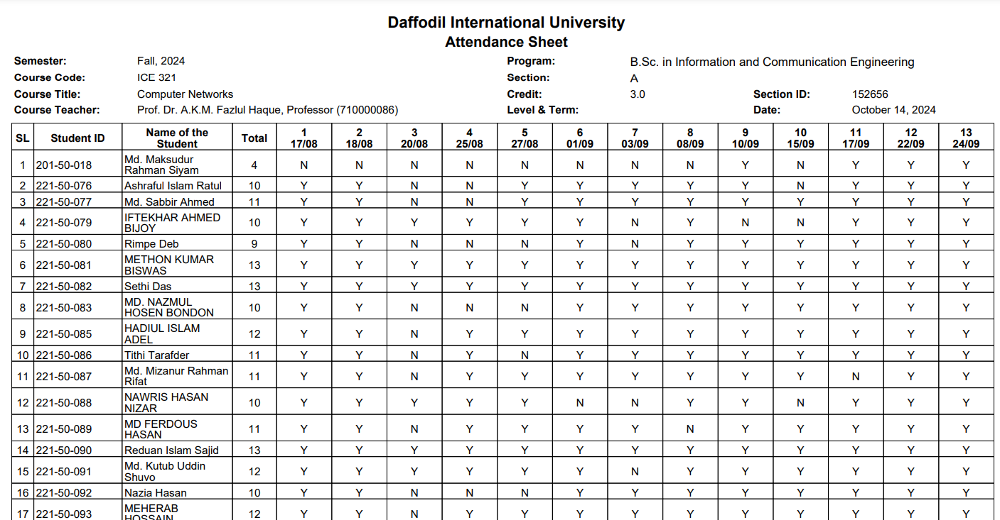 Daffodil International University
Attendance Sheet
Semester: Fall, 2024 Program: B.Sc. in Information and Communication Engineering
Course Code: ICE 321 Section: A
Course Title: Computer Networks Credit: 3.0 Section ID: 152656
Course Teacher: Prof. Dr. A.K.M. Fazlul Haque, Professor (710000086) Level & Term: Date: October 14, 2024
SL Student ID Name of the Student Total 1 17/08 2 18/08 3 20/08 4 25/08 5 27/08 6 01/09 7 03/09 8 08/09 9 10/09 10 15/09 11 17/09 12 22/09 13 24/09
1 201-50-018 Md. Maksudur Rahman Siyam 4 N N N N N N N N Y N Y Y Y
2 221-50-076 Ashraful Islam Ratul 10 Y Y N N Y Y Y Y Y N Y Y Y
3 221-50-077 Md. Sabbir Ahmed 11 Y Y N N Y Y Y Y Y Y Y Y Y
4 221-50-079 IFTEKHAR AHMED BIJOY 10 Y Y Y Y Y Y N Y N N Y Y Y
5 221-50-080 Rimpe Deb 9 Y Y N N N Y N Y Y Y Y Y Y
6 221-50-081 METHON KUMAR BISWAS 13 Y Y Y Y Y Y Y Y Y Y Y Y Y
7 221-50-082 Sethi Das 13 Y Y Y Y Y Y Y Y Y Y Y Y Y
8 221-50-083 MD. NAZMUL HOSEN BONDON 10 Y Y N N N Y Y Y Y Y Y Y Y
9 221-50-085 HADIUL ISLAM ADEL 12 Y Y N Y Y Y Y Y Y Y Y Y Y
10 221-50-086 Tithi Tarafder 11 Y Y N Y N Y Y Y Y Y Y Y Y
11 221-50-087 Md. Mizanur Rahman Rifat 11 Y Y N Y Y Y Y Y Y Y N Y Y
12 221-50-088 NAWRIS HASAN NIZAR 10 Y Y Y Y Y N N Y Y N Y Y Y
13 221-50-089 MD FERDOUS HASAN 11 Y Y N Y Y Y Y N Y Y Y Y Y
14 221-50-090 Reduan Islam Sajid 13 Y Y Y Y Y Y Y Y Y Y Y Y Y
15 221-50-091 Md. Kutub Uddin Shuvo 12 Y Y Y Y Y Y N Y Y Y Y Y Y
16 221-50-092 Nazia Hasan 10 Y Y N N N Y Y Y Y Y Y Y Y
17 221-50-093 MEHERAB HOSSAIN 12 Y Y N Y Y Y Y Y Y Y Y Y Y